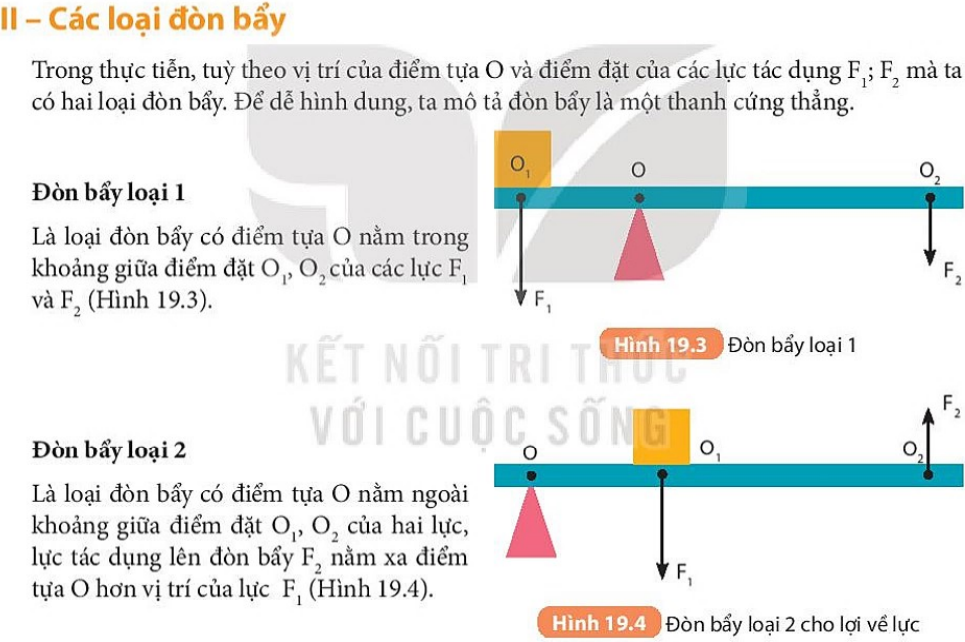 II – Các loại đòn bẩy
Trong thực tiễn, tuỳ theo vị trí của điểm tựa O và điểm đặt của các lực tác dụng F₁; F₂ mà ta
có hai loại đòn bẩy. Để dễ hình dung, ta mô tả đòn bẩy là một thanh cứng thẳng.
Đòn bẩy loại 1
Là loại đòn bẩy có điểm tựa O nằm trong
khoảng giữa điểm đặt O₁, O₂ của các lực F₁
và F₂ (Hình 19.3).
O₁
O
O₂
F₁
F₂
Hình 19.3 Đòn bẩy loại 1
KẾT NỐI TRI THỨC
VỚI CUỘC SỐNG
Đòn bẩy loại 2
Là loại đòn bẩy có điểm tựa O nằm ngoài
khoảng giữa điểm đặt O₁, O₂ của hai lực,
lực tác dụng lên đòn bẩy F₂ nằm xa điểm
tựa O hơn vị trí của lực F₁ (Hình 19.4).
F₂
O
O₁
O₂
F₁
Hình 19.4 Đòn bẩy loại 2 cho lợi về lực